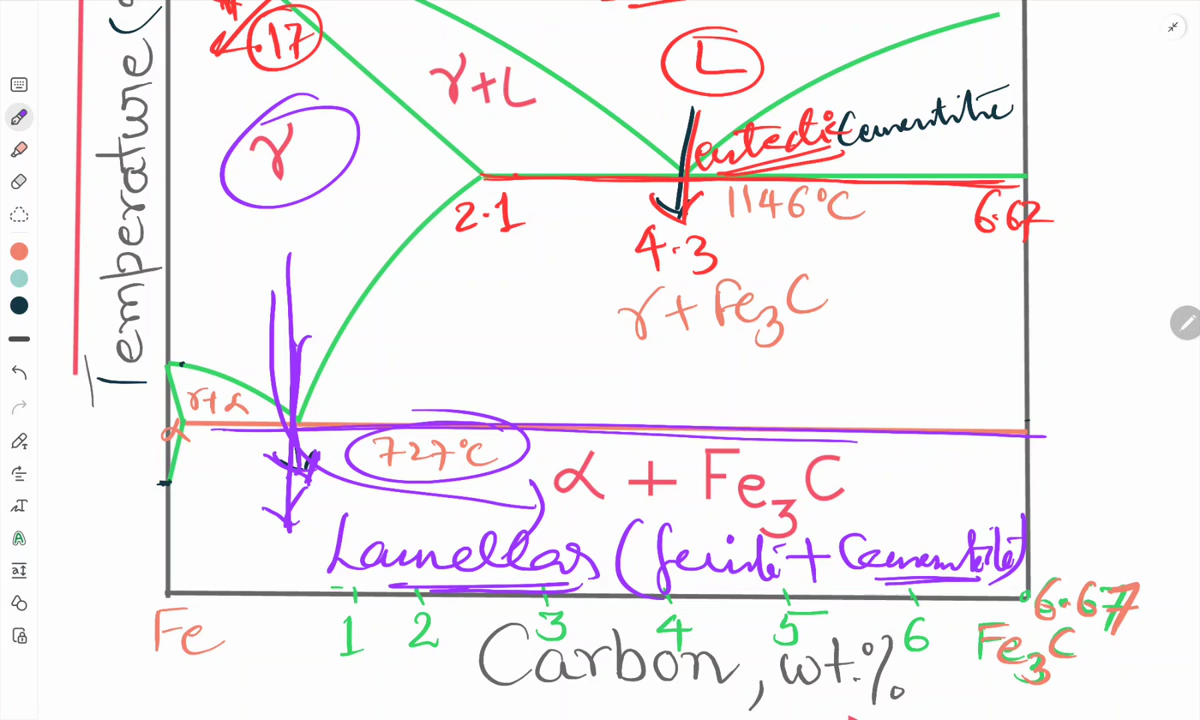 Temperature (
.17
γ+L
L
γ
eutectic
Cementite
2.1
4.3
1146°C
6.67
γ + Fe₃C
γ+α
α
727°C
α + Fe₃C
Lamellar (ferrite + Cementite)
1 2 3 4 5 6
6.67
Fe
Fe₃C
Carbon, wt.%